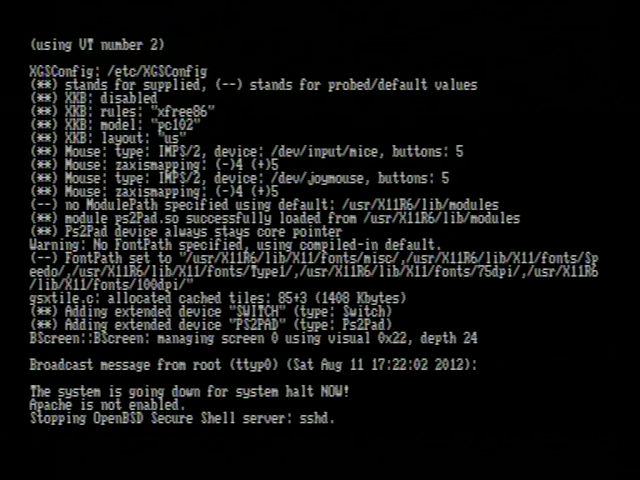 (using VT number 2)
XGSConfig: /etc/XGSConfig
(**) stands for supplied, (--) stands for probed/default values
(**) XKB: disabled
(**) XKB: rules: "xfree86"
(**) XKB: model: "pc102"
(**) XKB: layout: "us"
(**) Mouse: type: IMPS/2, device: /dev/input/mice, buttons: 5
(**) Mouse: zaxismapping: (-)4 (+)5
(**) Mouse: type: IMPS/2, device: /dev/joymouse, buttons: 5
(**) Mouse: zaxismapping: (-)4 (+)5
(--) no ModulePath specified using default: /usr/X11R6/lib/modules
(**) module ps2Pad.so successfully loaded from /usr/X11R6/lib/modules
(**) Ps2Pad device always stays core pointer
Warning: No FontPath specified, using compiled-in default.
(--) FontPath set to "/usr/X11R6/lib/X11/fonts/misc/,/usr/X11R6/lib/X11/fonts/Sp
eedo/,/usr/X11R6/lib/X11/fonts/Type1/,/usr/X11R6/lib/X11/fonts/75dpi/,/usr/X11R6
/lib/X11/fonts/100dpi/"
gsxtile.c: allocated cached tiles: 85+3 (1408 Kbytes)
(**) Adding extended device "SWITCH" (type: Switch)
(**) Adding extended device "PS2PAD" (type: Ps2Pad)
BScreen::BScreen: managing screen 0 using visual 0x22, depth 24
Broadcast message from root (ttyp0) (Sat Aug 11 17:22:02 2012):
The system is going down for system halt NOW!
Apache is not enabled.
Stopping OpenBSD Secure Shell server: sshd.